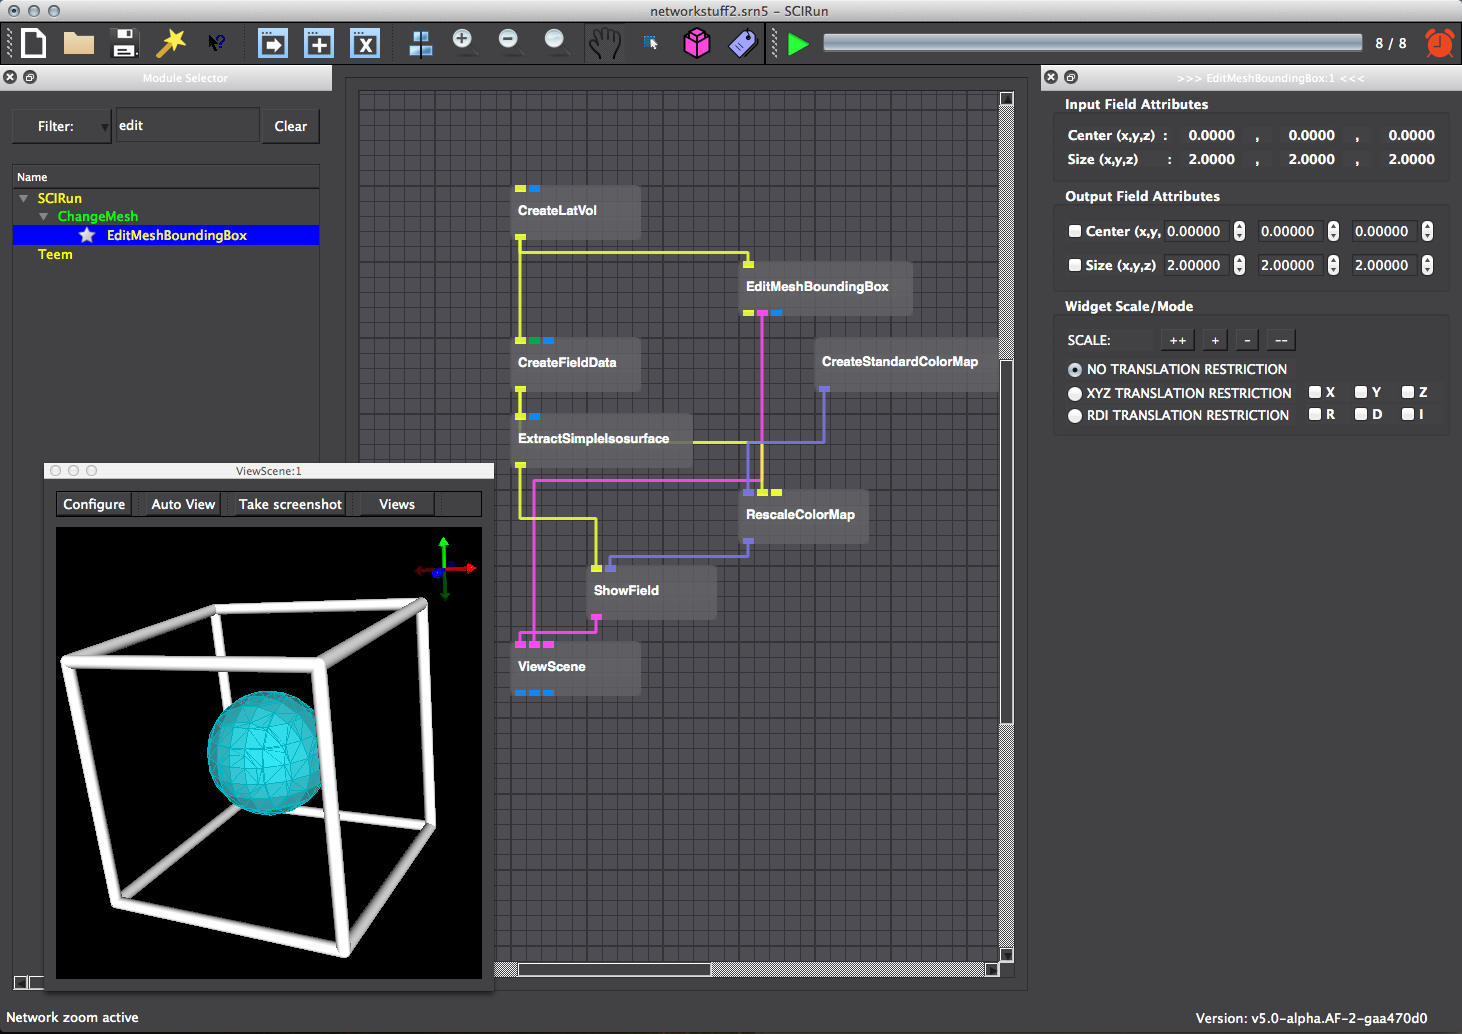 networkstuff2.srn5 – SCIRun
8 / 8
Module Selector
Filter:
edit
Clear
Name
SCIRun
ChangeMesh
EditMeshBoundingBox
Teem
CreateLatVol
EditMeshBoundingBox
CreateFieldData
CreateStandardColorMap
ExtractSimpleIsosurface
RescaleColorMap
ShowField
ViewScene
ViewScene:1
Configure
Auto View
Take screenshot
Views
>>> EditMeshBoundingBox:1 <<<
Input Field Attributes
Center (x,y,z) : 0.0000 , 0.0000 , 0.0000
Size (x,y,z) : 2.0000 , 2.0000 , 2.0000
Output Field Attributes
Center (x,y, 0.00000 0.00000 0.00000
Size (x,y,z) 2.00000 2.00000 2.00000
Widget Scale/Mode
SCALE: ++ + - --
NO TRANSLATION RESTRICTION
XYZ TRANSLATION RESTRICTION X Y Z
RDI TRANSLATION RESTRICTION R D I
Network zoom active
Version: v5.0-alpha.AF-2-gaa470d0